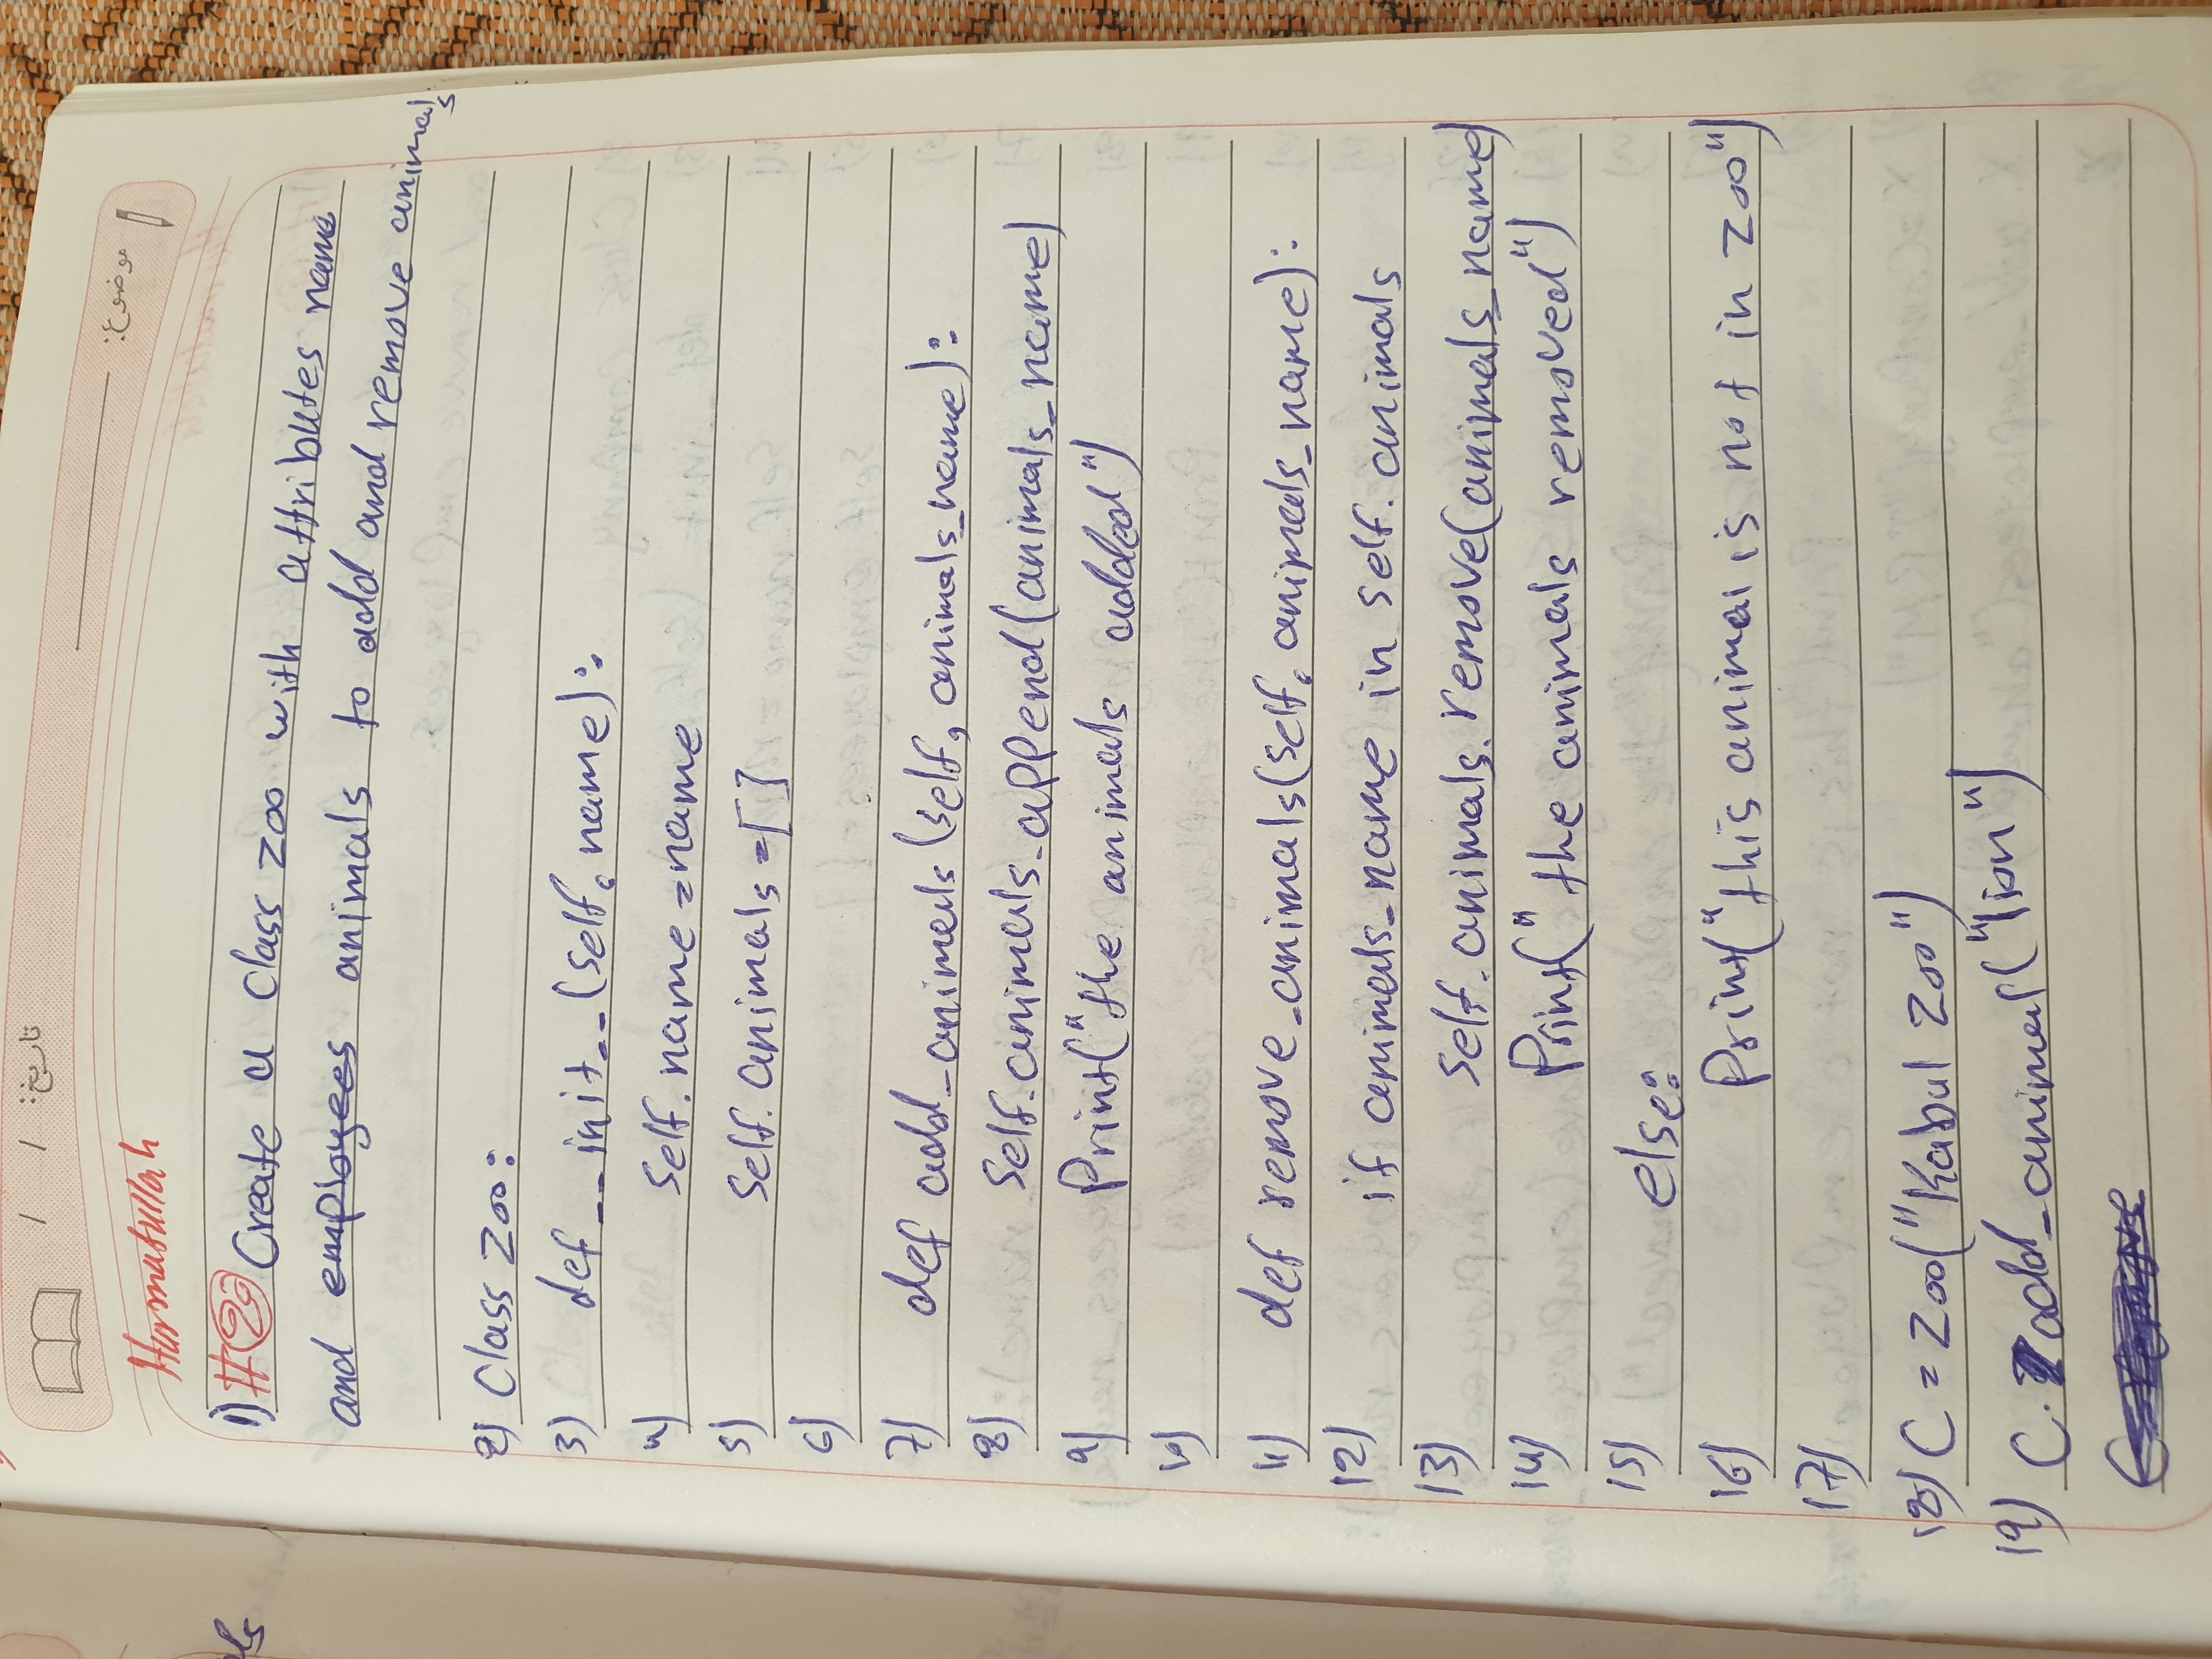 تاریخ: / /
موضوع:
Hurmatullah
1) #22 Create a Class Zoo with attributes name
and employees animals to add and remove animals
2) Class Zoo:
3) def __init__(self, name):
4) Self.name = name
5) Self.animals = []
6)
7) def add_animals(self, animals_name):
8) Self.animals.append(animals_name)
9) Print("the animals added")
10)
11) def remove_animals(self, animals_name):
12) if animals_name in self.animals
13) Self.animals.remove(animals_name)
14) Print("the animals removed")
15) else:
16) Print("this animal is not in zoo")
17)
18) C = Zoo("Kabul Zoo")
19) C.add_animal("lion")